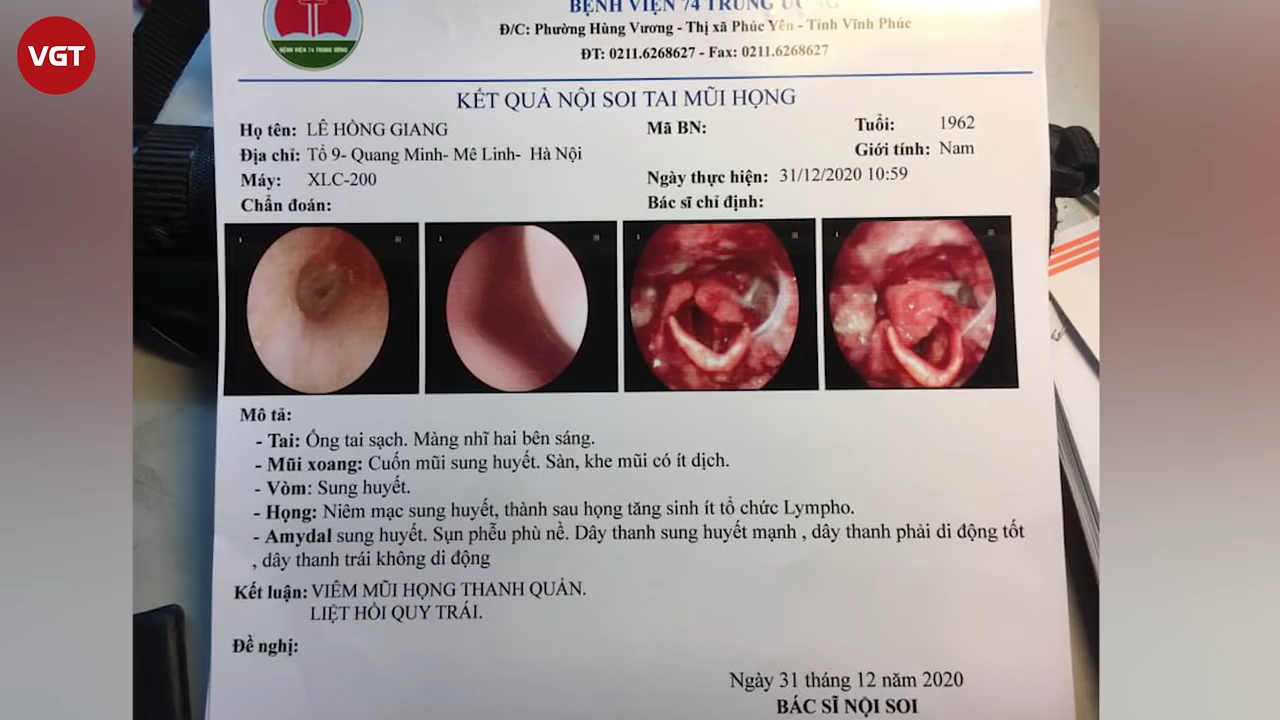 VGT
BỆNH VIỆN 74 TRUNG ƯƠNG
Đ/C: Phường Hùng Vương - Thị xã Phúc Yên - Tỉnh Vĩnh Phúc
BỆNH VIỆN 74 TRUNG ƯƠNG
ĐT: 0211.6268627 - Fax: 0211.6268627
KẾT QUẢ NỘI SOI TAI MŨI HỌNG
Họ tên: LÊ HỒNG GIANG Mã BN: Tuổi: 1962
Địa chỉ: Tổ 9- Quang Minh- Mê Linh- Hà Nội Giới tính: Nam
Máy: XLC-200 Ngày thực hiện: 31/12/2020 10:59
Chẩn đoán: Bác sĩ chỉ định:
Mô tả:
- Tai: Ống tai sạch. Màng nhĩ hai bên sáng.
- Mũi xoang: Cuốn mũi sung huyết. Sàn, khe mũi có ít dịch.
- Vòm: Sung huyết.
- Họng: Niêm mạc sung huyết, thành sau họng tăng sinh ít tổ chức Lympho.
- Amydal sung huyết. Sụn phễu phù nề. Dây thanh sung huyết mạnh , dây thanh phải di động tốt
, dây thanh trái không di động
Kết luận: VIÊM MŨI HỌNG THANH QUẢN.
LIỆT HỒI QUY TRÁI.
Đề nghị:
Ngày 31 tháng 12 năm 2020
BÁC SĨ NỘI SOI